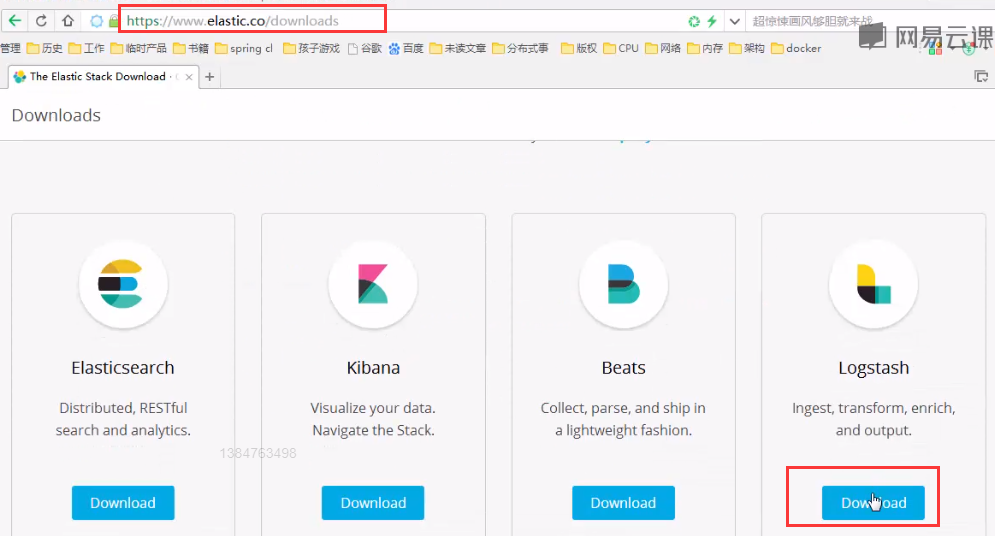 https://www.elastic.co/downloads
超惊悚画风够胆就来战
管理 历史 工作 临时产品 书籍 spring cl 孩子游戏 谷歌 百度 未读文章 分布式事 版权 CPU 网络 内存 架构 docker
网易云课
The Elastic Stack Download ·
Downloads
Elasticsearch
Distributed, RESTful
search and analytics.
Download
Kibana
Visualize your data.
Navigate the Stack.
Download
Beats
Collect, parse, and ship in
a lightweight fashion.
Download
Logstash
Ingest, transform, enrich,
and output.
Download
1384763498